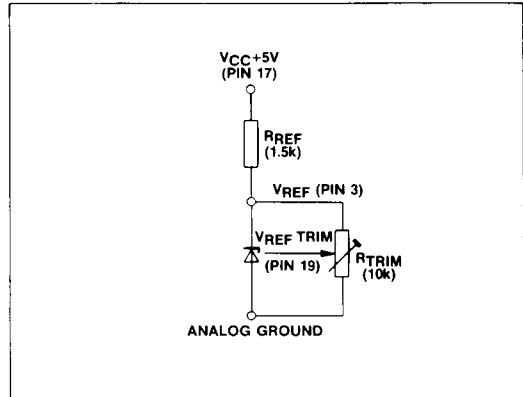 VCC+5V
(PIN 17)
RREF
(1.5k)
VREF (PIN 3)
VREF TRIM
(PIN 19)
RTRIM
(10k)
ANALOG GROUND